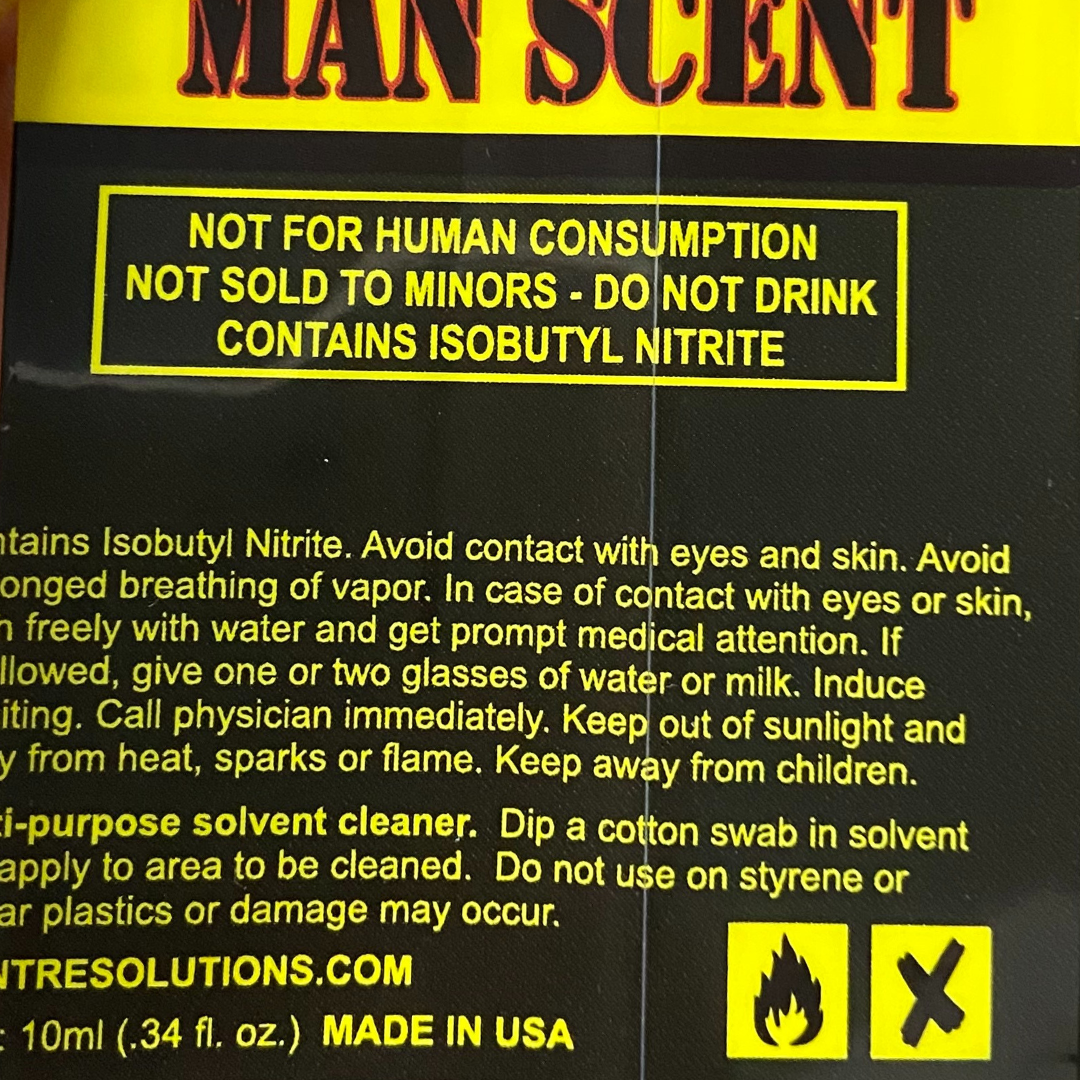 MAN SCENT
NOT FOR HUMAN CONSUMPTION
NOT SOLD TO MINORS - DO NOT DRINK
CONTAINS ISOBUTYL NITRITE
ntains Isobutyl Nitrite. Avoid contact with eyes and skin. Avoid
onged breathing of vapor. In case of contact with eyes or skin,
h freely with water and get prompt medical attention. If
llowed, give one or two glasses of water or milk. Induce
iting. Call physician immediately. Keep out of sunlight and
y from heat, sparks or flame. Keep away from children.
ti-purpose solvent cleaner. Dip a cotton swab in solvent
apply to area to be cleaned. Do not use on styrene or
ar plastics or damage may occur.
NTRESOLUTIONS.COM
: 10ml (.34 fl. oz.) MADE IN USA